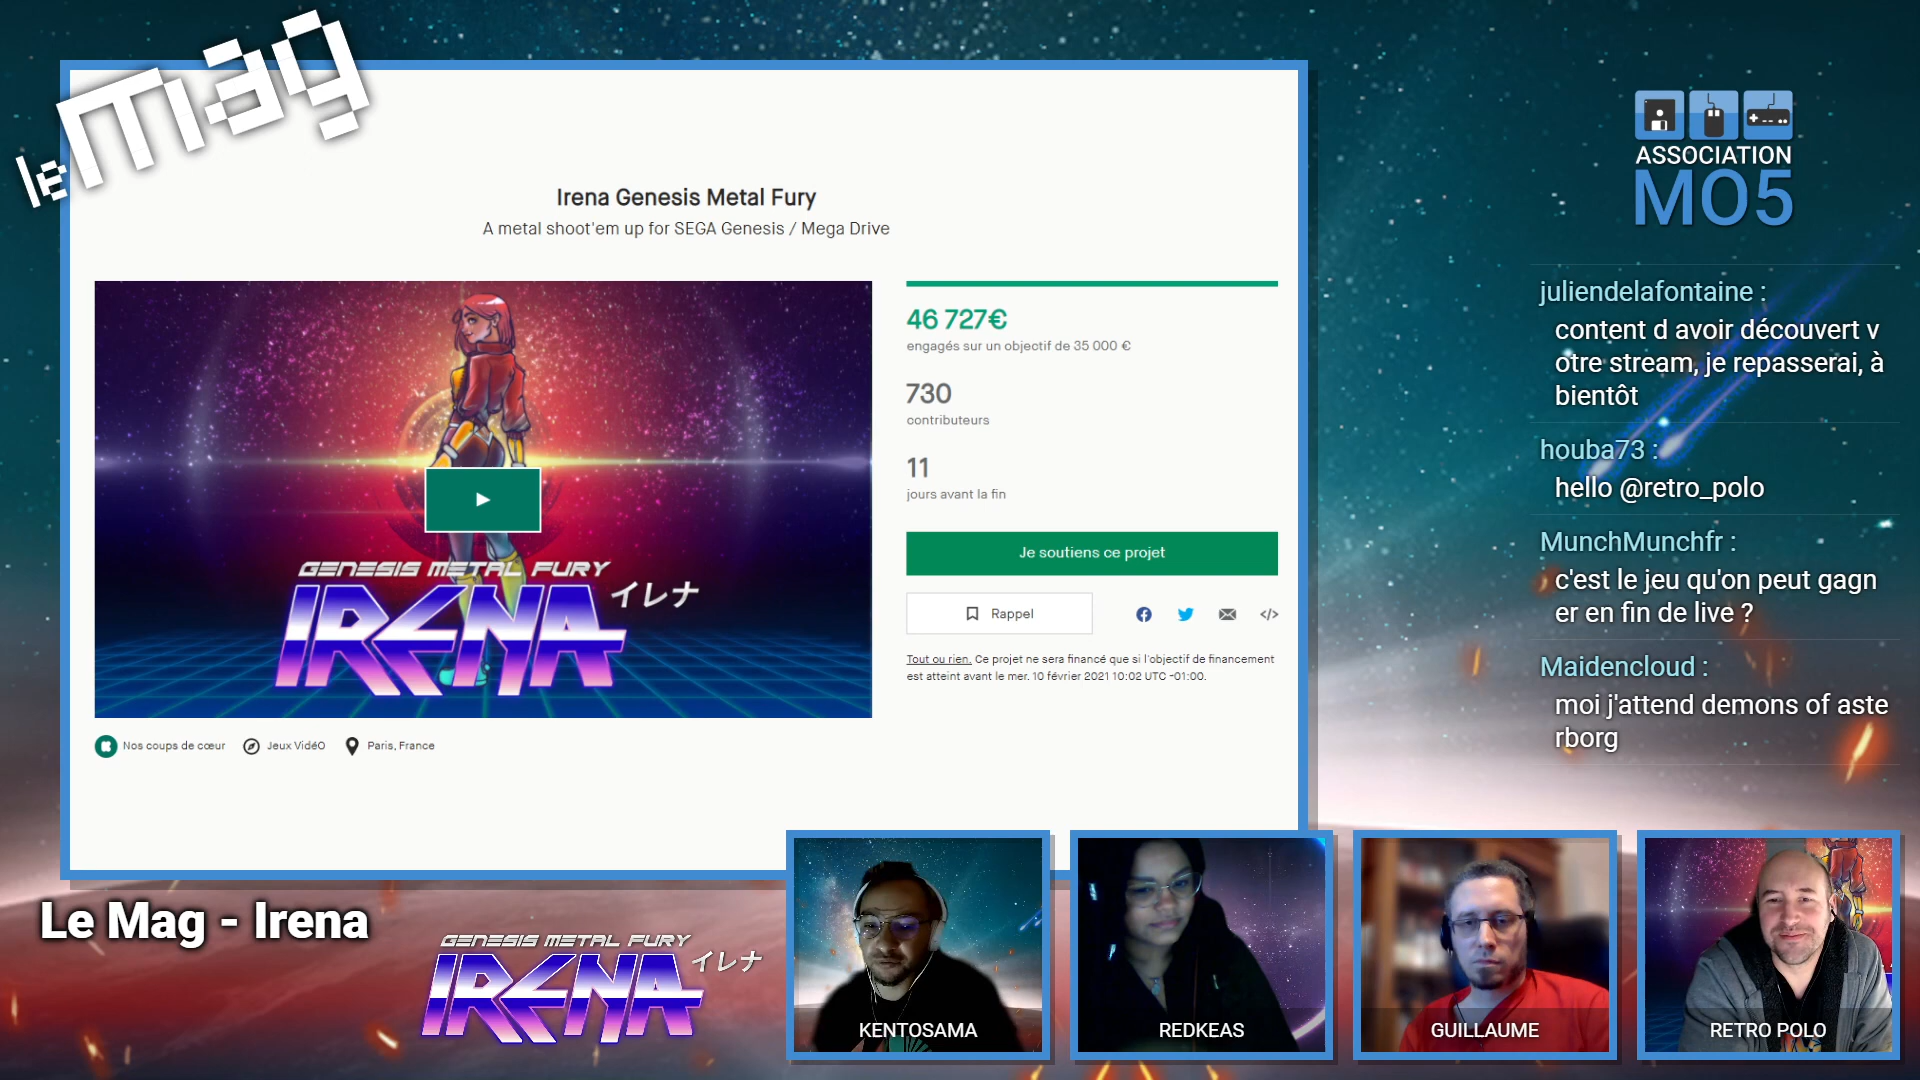 le Mag
Irena Genesis Metal Fury
A metal shoot'em up for SEGA Genesis / Mega Drive
GENESIS METAL FURY
IRENA イレナ
46 727€
engagés sur un objectif de 35 000 €
730
contributeurs
11
jours avant la fin
Je soutiens ce projet
Rappel
Tout ou rien. Ce projet ne sera financé que si l'objectif de financement
est atteint avant le mer. 10 février 2021 10:02 UTC -01:00.
Nos coups de cœur Jeux VidéO Paris, France
ASSOCIATION
MO5
juliendelafontaine :
content d avoir découvert v
otre stream, je repasserai, à
bientôt
houba73 :
hello @retro_polo
MunchMunchfr :
c'est le jeu qu'on peut gagn
er en fin de live ?
Maidencloud :
moi j'attend demons of aste
rborg
Le Mag - Irena
GENESIS METAL FURY
IRENA イレナ
KENTOSAMA
REDKEAS
GUILLAUME
RETRO POLO